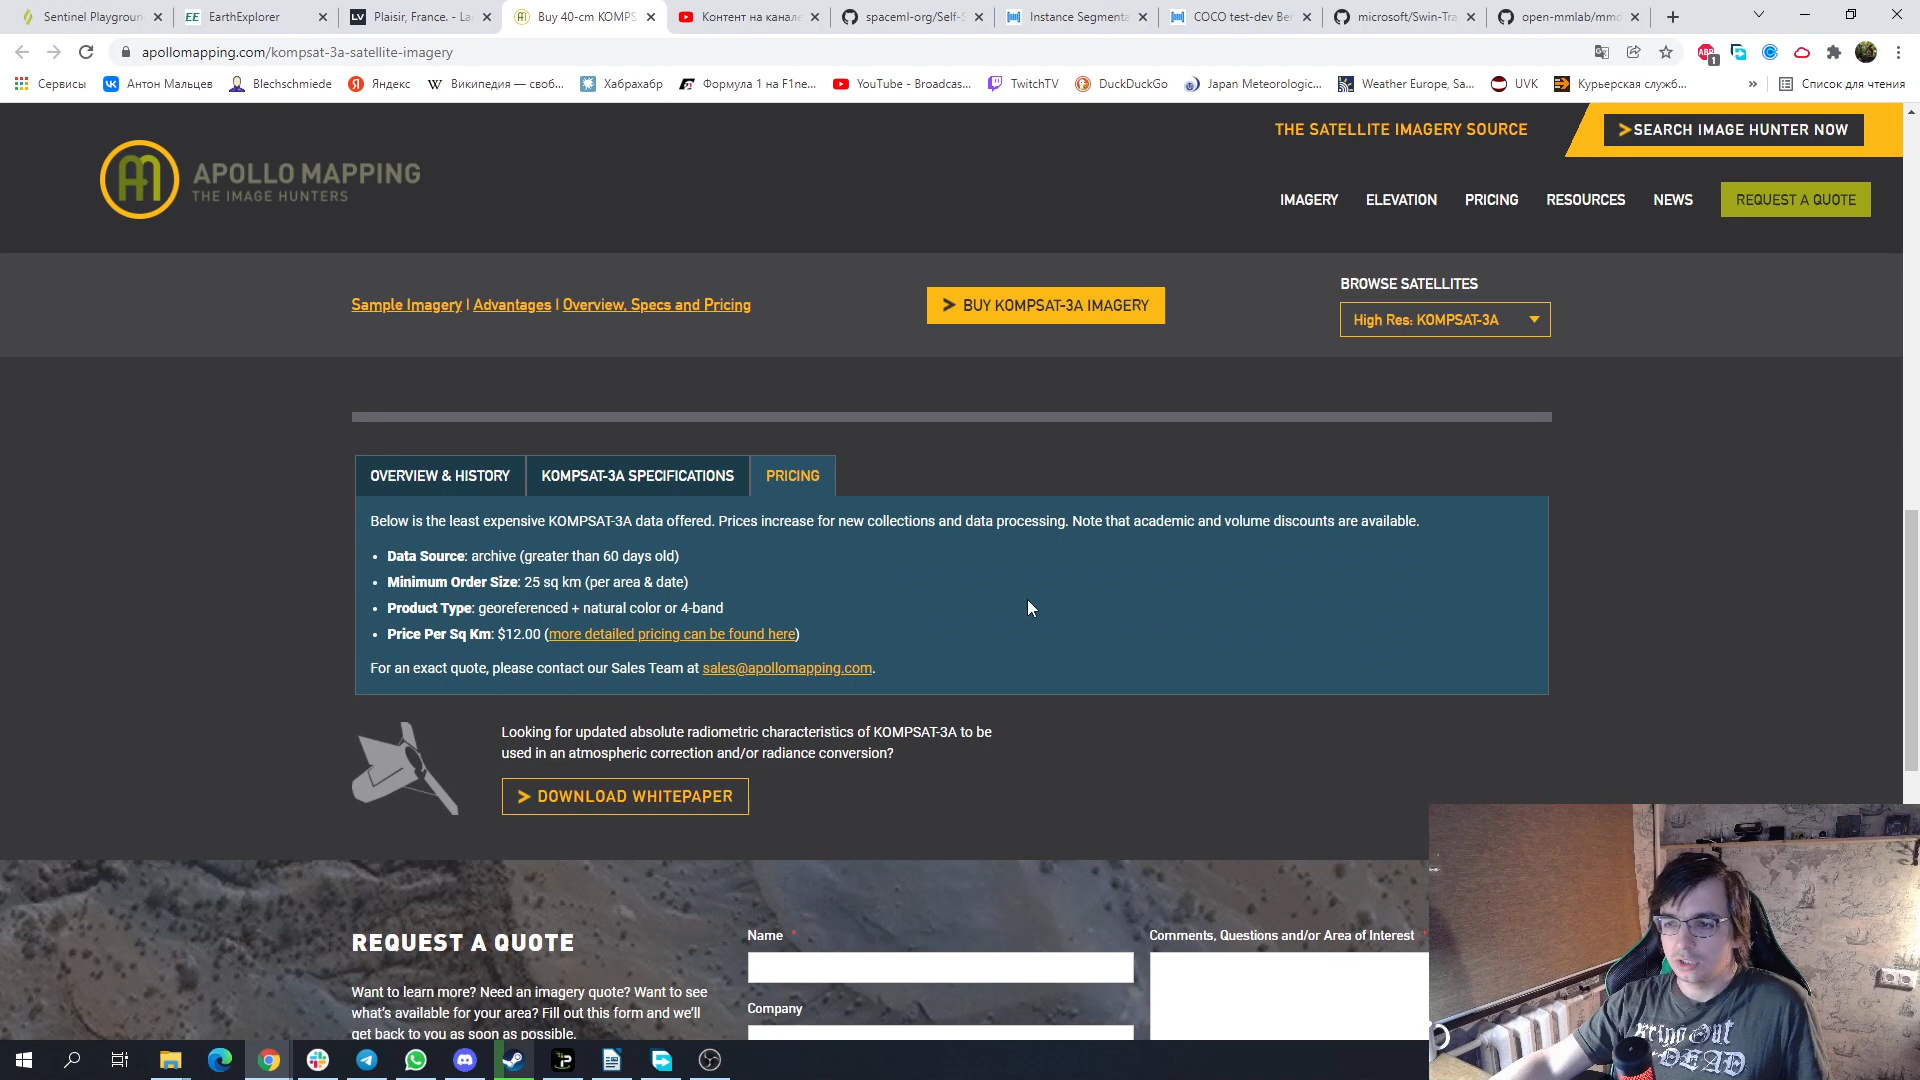 Sentinel Playground
EarthExplorer
Plaisir, France. - La
Buy 40-cm KOMPS
Контент на канале
spaceml-org/Self-S
Instance Segmenta
COCO test-dev Be
microsoft/Swin-Tra
open-mmlab/mm
apollomapping.com/kompsat-3a-satellite-imagery
ABP
1
Сервисы
Антон Мальцев
Blechschmiede
Яндекс
Википедия — своб...
Хабрахабр
Формула 1 на F1ne...
YouTube - Broadcas...
TwitchTV
DuckDuckGo
Japan Meteorologic...
Weather Europe, Sa...
UVK
Курьерская служб...
»
Список для чтения
APOLLO MAPPING
THE IMAGE HUNTERS
THE SATELLITE IMAGERY SOURCE
SEARCH IMAGE HUNTER NOW
IMAGERY
ELEVATION
PRICING
RESOURCES
NEWS
REQUEST A QUOTE
Sample Imagery | Advantages | Overview, Specs and Pricing
BUY KOMPSAT-3A IMAGERY
BROWSE SATELLITES
High Res: KOMPSAT-3A
OVERVIEW & HISTORY
KOMPSAT-3A SPECIFICATIONS
PRICING
Below is the least expensive KOMPSAT-3A data offered. Prices increase for new collections and data processing. Note that academic and volume discounts are available.
• Data Source: archive (greater than 60 days old)
• Minimum Order Size: 25 sq km (per area & date)
• Product Type: georeferenced + natural color or 4-band
• Price Per Sq Km: $12.00 (more detailed pricing can be found here)
For an exact quote, please contact our Sales Team at sales@apollomapping.com.
Looking for updated absolute radiometric characteristics of KOMPSAT-3A to be
used in an atmospheric correction and/or radiance conversion?
DOWNLOAD WHITEPAPER
REQUEST A QUOTE
Want to learn more? Need an imagery quote? Want to see
what's available for your area? Fill out this form and we'll
get back to you as soon as possible.
Name *
Company
Comments, Questions and/or Area of Interest *